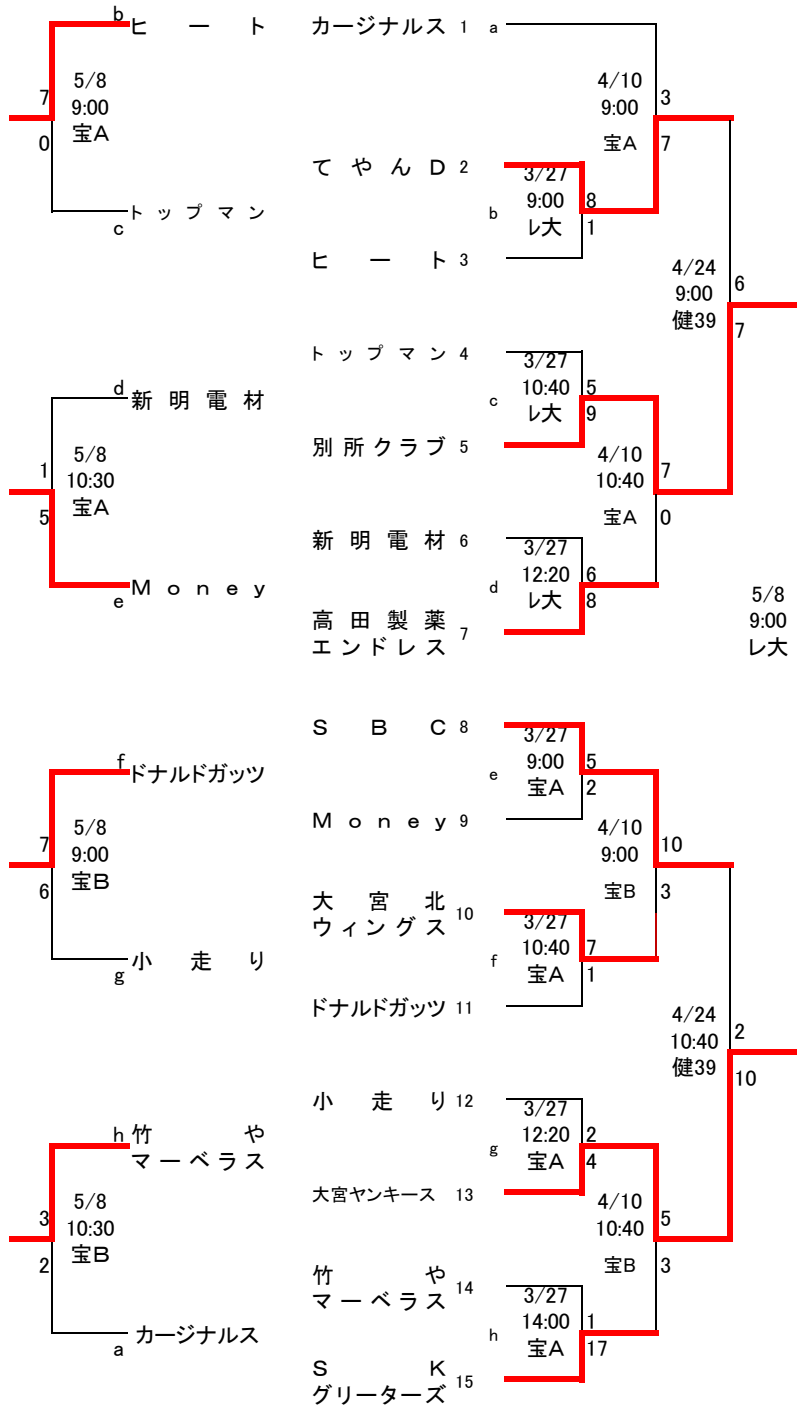 b
ヒート
7
5/8
9:00
宝A
0
トップマン
c
d
新明電材
1
5/8
10:30
宝A
5
Money
e
f
ドナルドガッツ
7
5/8
9:00
宝B
6
小走り
g
h
竹や
マーベラス
3
5/8
10:30
宝B
2
カージナルス
a
カージナルス 1 a
4/10
9:00
宝A
3
7
てやんD 2
3/27
9:00
レ大
b
8
1
ヒート 3
4/24
9:00
健39
6
7
トップマン 4
3/27
10:40
レ大
c
5
9
別所クラブ 5
4/10
10:40
宝A
7
0
新明電材 6
3/27
12:20
レ大
d
6
8
高田製薬
エンドレス 7
5/8
9:00
レ大
SBC 8
3/27
9:00
宝A
e
5
2
Money 9
4/10
9:00
宝B
10
3
大宮北
ウィングス 10
3/27
10:40
宝A
f
7
1
ドナルドガッツ 11
4/24
10:40
健39
2
10
小走り 12
3/27
12:20
宝A
g
2
4
大宮ヤンキース 13
4/10
10:40
宝B
5
3
竹や
マーベラス 14
3/27
14:00
宝A
h
1
17
SK
グリーターズ 15